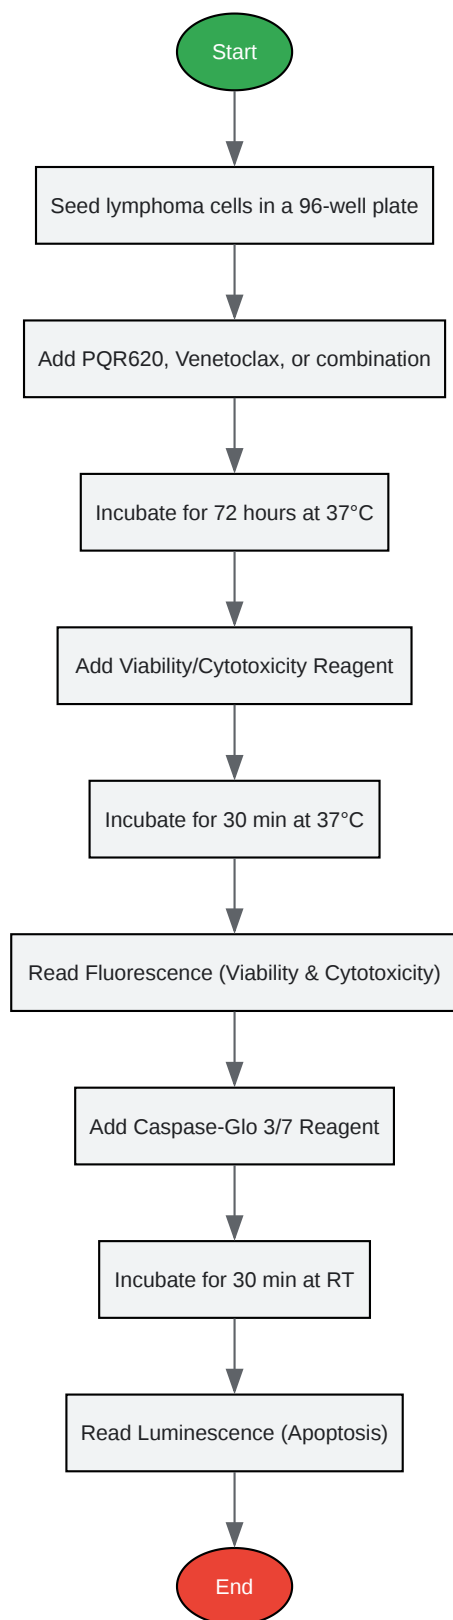 Start
Seed lymphoma cells in a 96-well plate
Add PQR620, Venetoclax, or combination
Incubate for 72 hours at 37°C
Add Viability/Cytotoxicity Reagent
Incubate for 30 min at 37°C
Read Fluorescence (Viability & Cytotoxicity)
Add Caspase-Glo 3/7 Reagent
Incubate for 30 min at RT
Read Luminescence (Apoptosis)
End